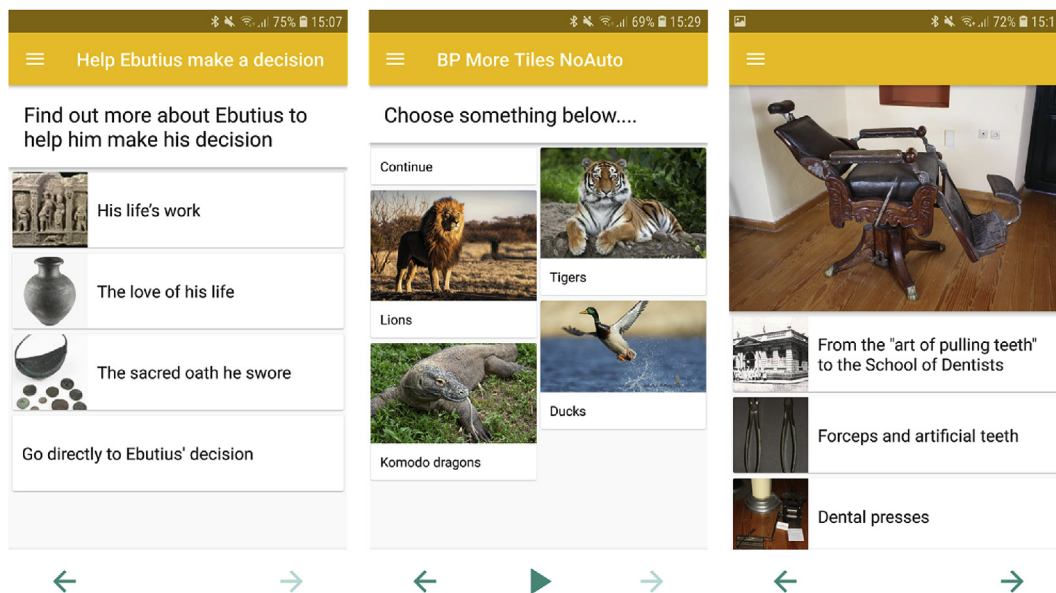 75% 15:07
Help Ebutius make a decision
Find out more about Ebutius to
help him make his decision
His life’s work
The love of his life
The sacred oath he swore
Go directly to Ebutius' decision
69% 15:29
BP More Tiles NoAuto
Choose something below....
Continue
Lions
Komodo dragons
Tigers
Ducks
72% 15:1
From the "art of pulling teeth"
to the School of Dentists
Forceps and artificial teeth
Dental presses